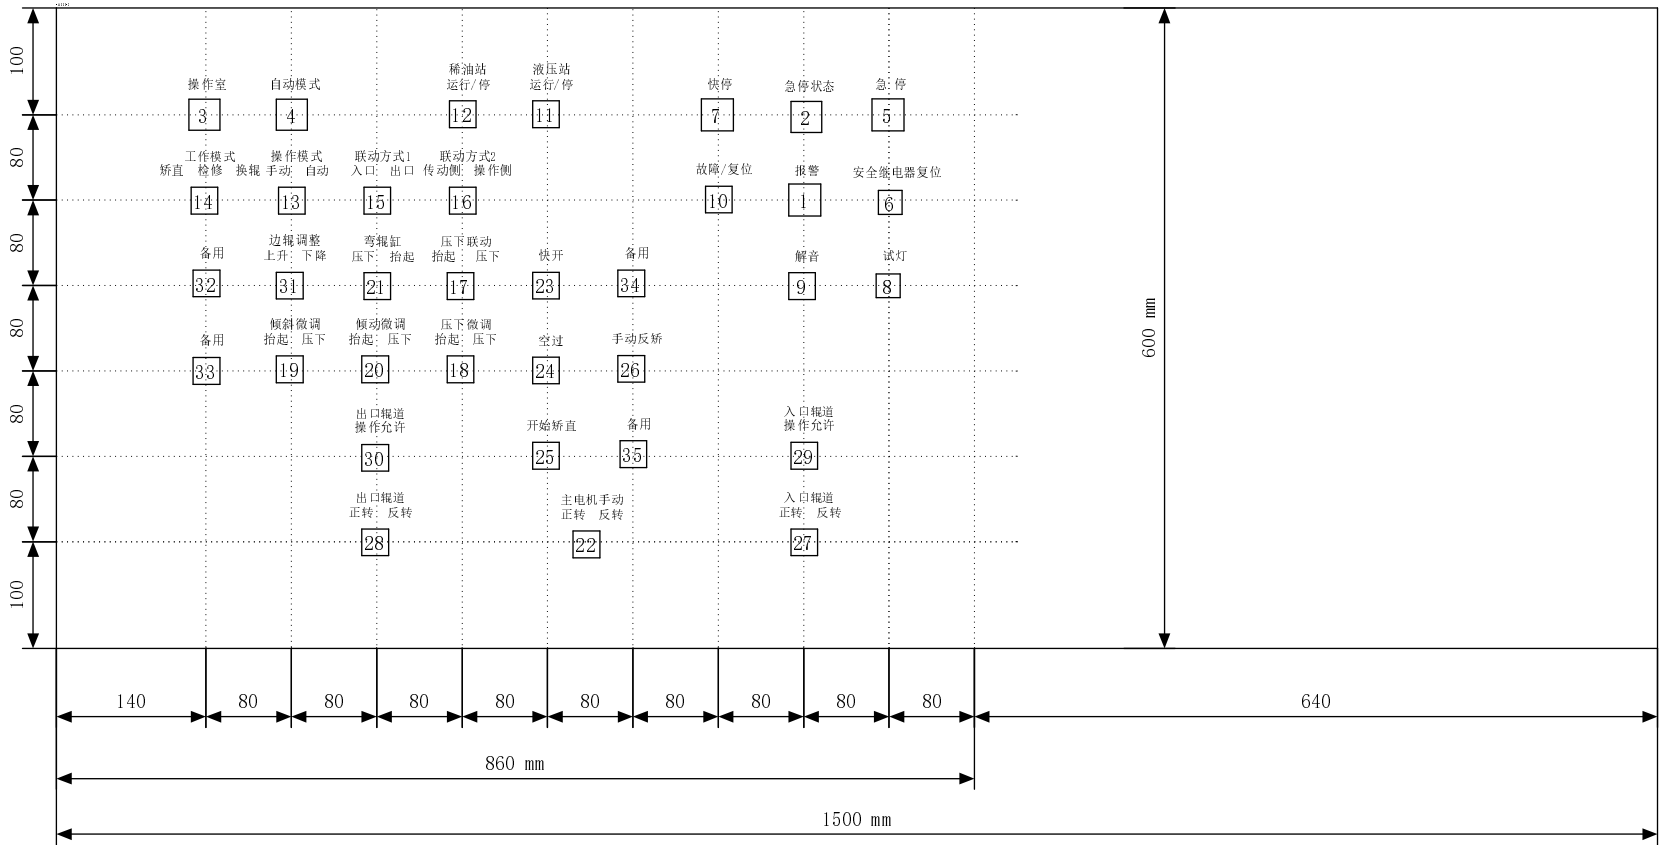 100
80
80
80
80
80
100
稀油站
运行/停
液压站
运行/停
操作室
自动模式
快停
急停状态
急 停
3
4
12
11
7
2
5
工作模式
矫直 检修 换辊
操作模式
手动 自动
联动方式1
入口 出口
联动方式2
传动侧 操作侧
故障/复位
报警
安全继电器复位
14
13
15
16
10
1
6
备用
边辊调整
上升 下降
弯辊缸
压下 抬起
压下联动
抬起 压下
快开
备用
解音
试灯
32
31
21
17
23
34
9
8
备用
倾斜微调
抬起 压下
倾动微调
抬起 压下
压下微调
抬起 压下
空过
手动反矫
33
19
20
18
24
26
出口辊道
操作允许
开始矫直
备用
入口辊道
操作允许
30
25
35
29
出口辊道
正转 反转
主电机手动
正转 反转
入口辊道
正转 反转
28
22
27
600 mm
140
80
80
80
80
80
80
80
80
80
640
860 mm
1500 mm